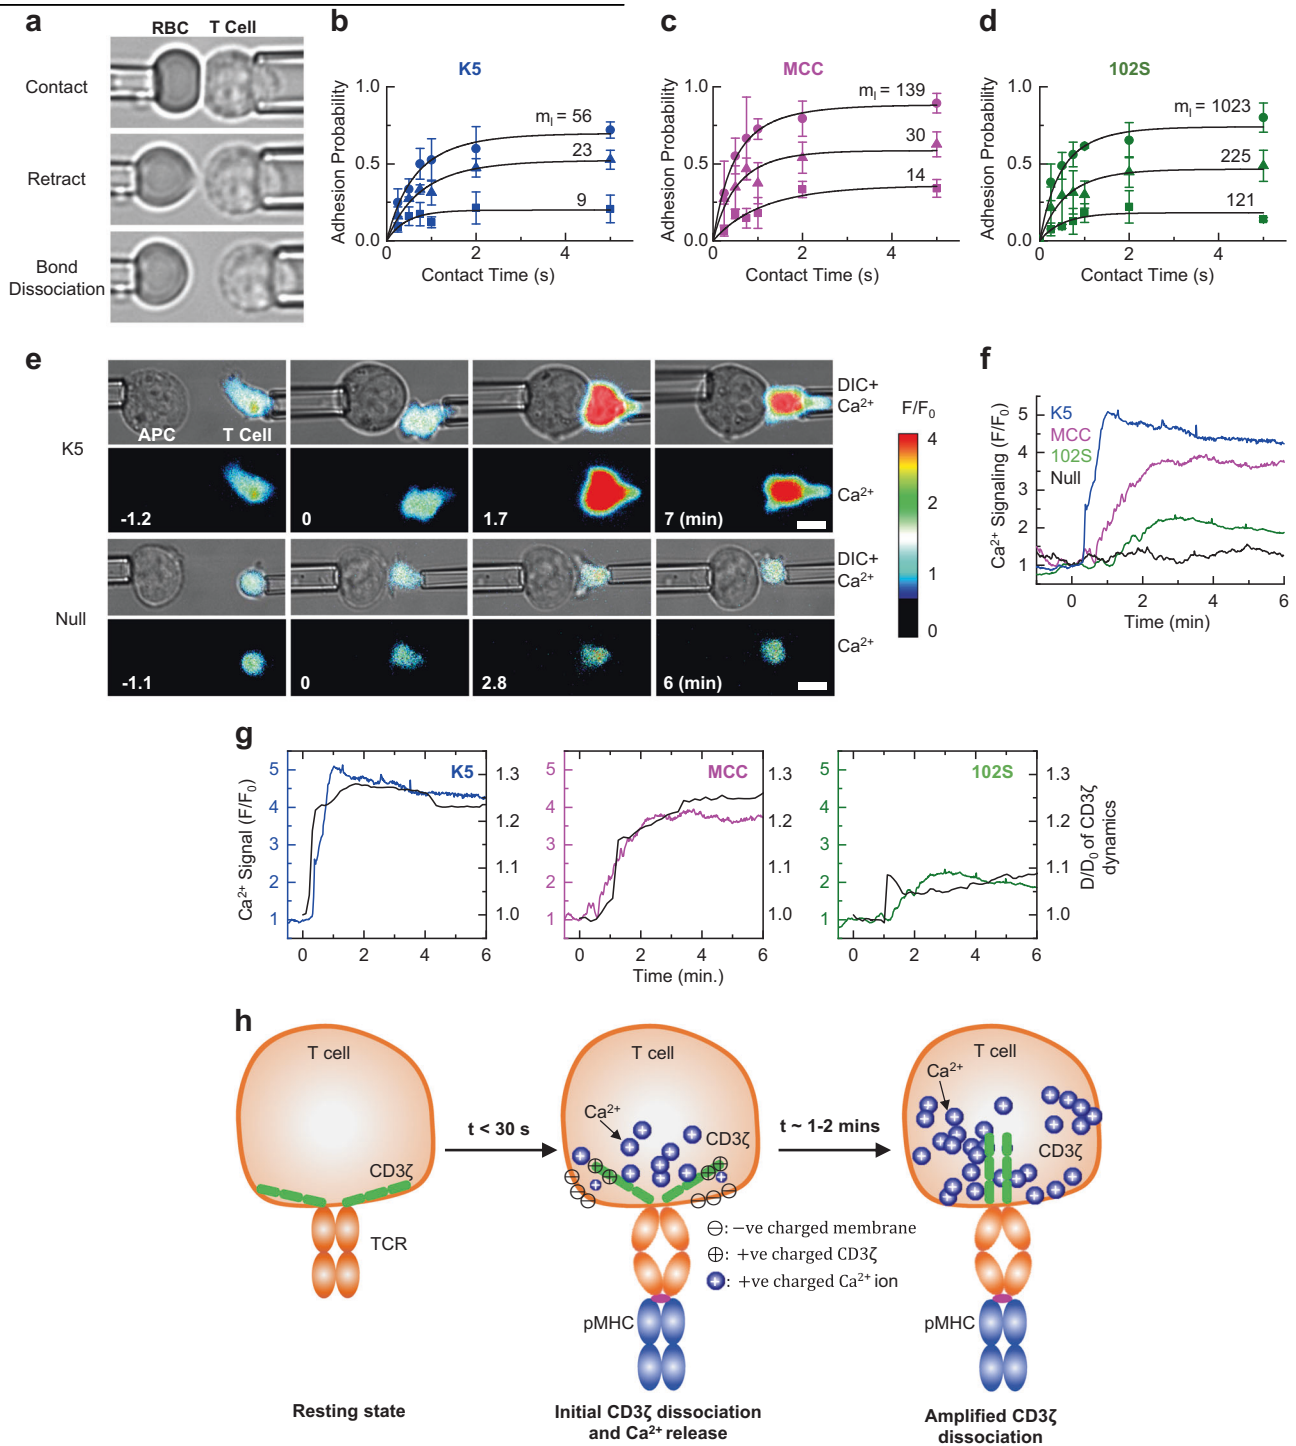 a
RBC
T Cell
Contact
Retract
Bond
Dissociation
b
K5
Adhesion Probability
1.0
0.5
0.0
mI = 56
23
9
0
2
4
Contact Time (s)
c
MCC
Adhesion Probability
1.0
0.5
0.0
mI = 139
30
14
0
2
4
Contact Time (s)
d
102S
Adhesion Probability
1.0
0.5
0.0
mI = 1023
225
121
0
2
4
Contact Time (s)
e
K5
APC
T Cell
DIC+
Ca²⁺
-1.2
0
1.7
7 (min)
Ca²⁺
Null
DIC+
Ca²⁺
-1.1
0
2.8
6 (min)
Ca²⁺
F/F₀
4
2
1
0
f
Ca²⁺ Signaling (F/F₀)
5
4
3
2
1
K5
MCC
102S
Null
0
2
4
6
Time (min)
g
Ca²⁺ Signal (F/F₀)
5
4
3
2
1
K5
1.3
1.2
1.1
1.0
0
2
4
6
5
4
3
2
1
MCC
1.3
1.2
1.1
1.0
0
2
4
6
Time (min.)
5
4
3
2
1
102S
1.3
1.2
1.1
1.0
0
2
4
6
D/D₀ of CD3ζ
dynamics
h
T cell
CD3ζ
TCR
Resting state
t < 30 s
T cell
Ca²⁺
CD3ζ
⊖: −ve charged membrane
⊕: +ve charged CD3ζ
+: +ve charged Ca²⁺ ion
pMHC
Initial CD3ζ dissociation
and Ca²⁺ release
t ~ 1-2 mins
T cell
Ca²⁺
CD3ζ
pMHC
Amplified CD3ζ
dissociation